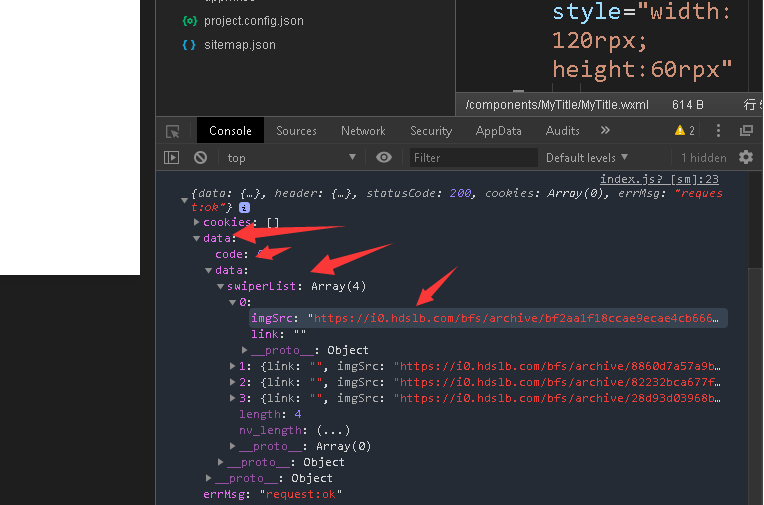 project.config.json
sitemap.json
style="width:
120rpx;
height:60rpx"
/components/MyTitle/MyTitle.wxml 614 B 行
Console Sources Network Security AppData Audits » 2
top Filter Default levels 1 hidden
index.js? [sm]:23
{data: {…}, header: {…}, statusCode: 200, cookies: Array(0), errMsg: "reques
t:ok"}
cookies: []
data:
code:
data:
swiperList: Array(4)
0:
imgSrc: "https://i0.hdslb.com/bfs/archive/bf2aa1f18ccae9ecae4cb666…
link: ""
__proto__: Object
1: {link: "", imgSrc: "https://i0.hdslb.com/bfs/archive/8860d7a57a9b…
2: {link: "", imgSrc: "https://i0.hdslb.com/bfs/archive/82232bca677f…
3: {link: "", imgSrc: "https://i0.hdslb.com/bfs/archive/28d93d03968b…
length: 4
nv_length: (...)
__proto__: Array(0)
__proto__: Object
__proto__: Object
errMsg: "request:ok"